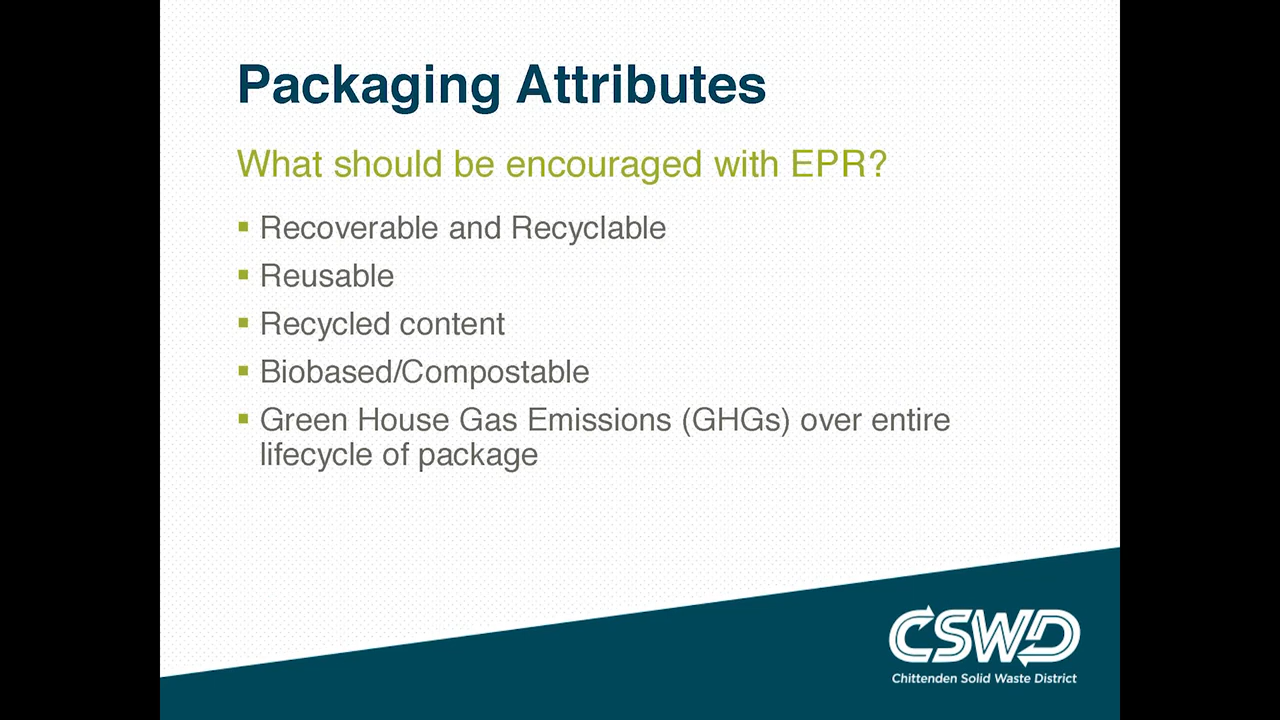 Packaging Attributes
What should be encouraged with EPR?
▪ Recoverable and Recyclable
▪ Reusable
▪ Recycled content
▪ Biobased/Compostable
▪ Green House Gas Emissions (GHGs) over entire
lifecycle of package
CSWD
Chittenden Solid Waste District